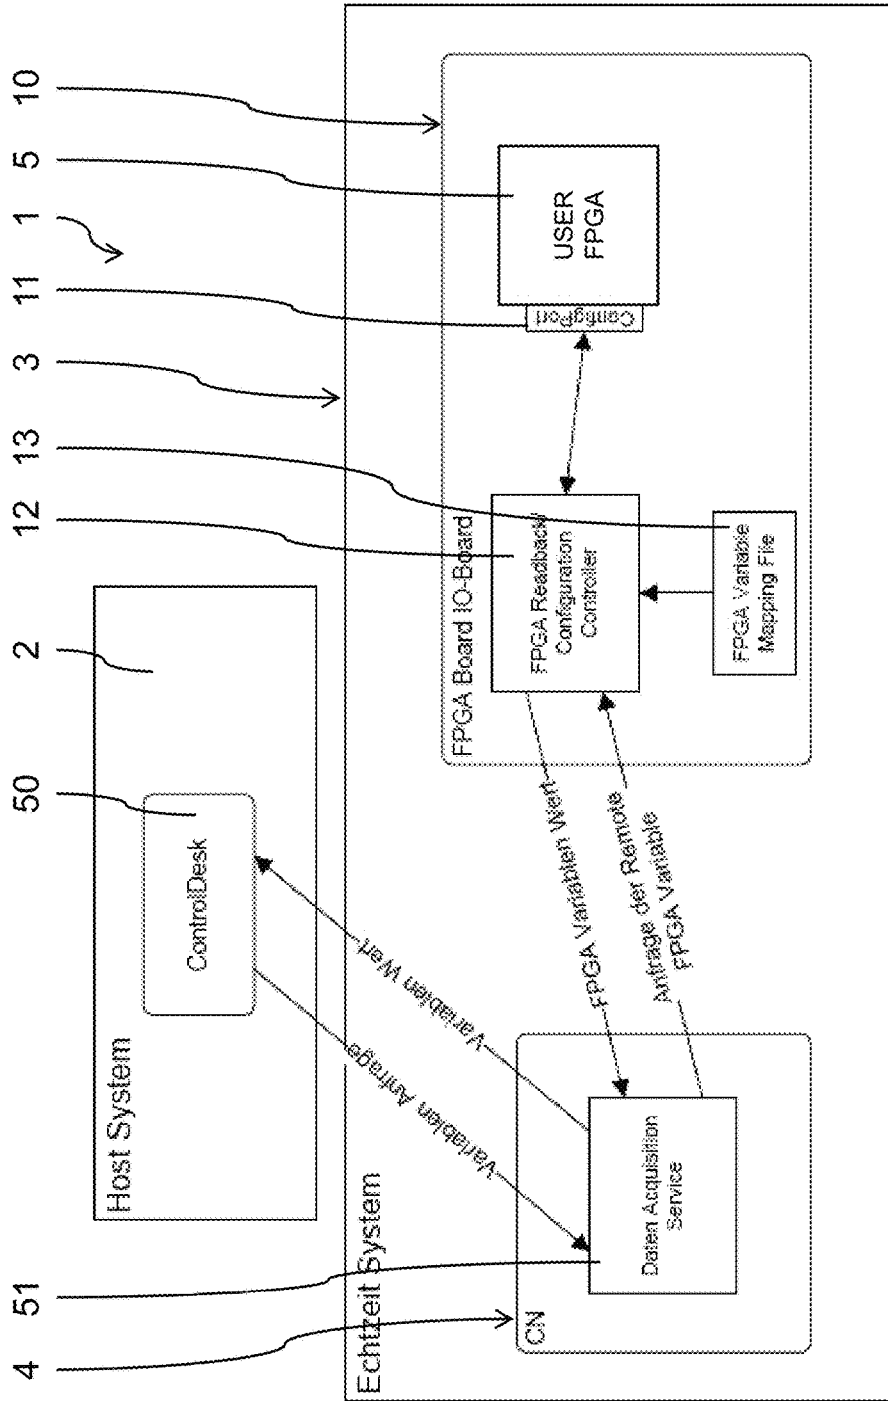 4
51
50
2
12
13
3
11
1
5
10
Host System
ControlDesk
Variablen Anfrage
Variablen Wert
Echtzeit System
CN
Daten Acquisition
Service
FPGA Variablen Wert
Anfrage der Remote
FPGA Variable
FPGA Board IO-Board
FPGA Readback/
Configuration
Controller
FPGA Variable
Mapping File
ConfigPort
USER
FPGA